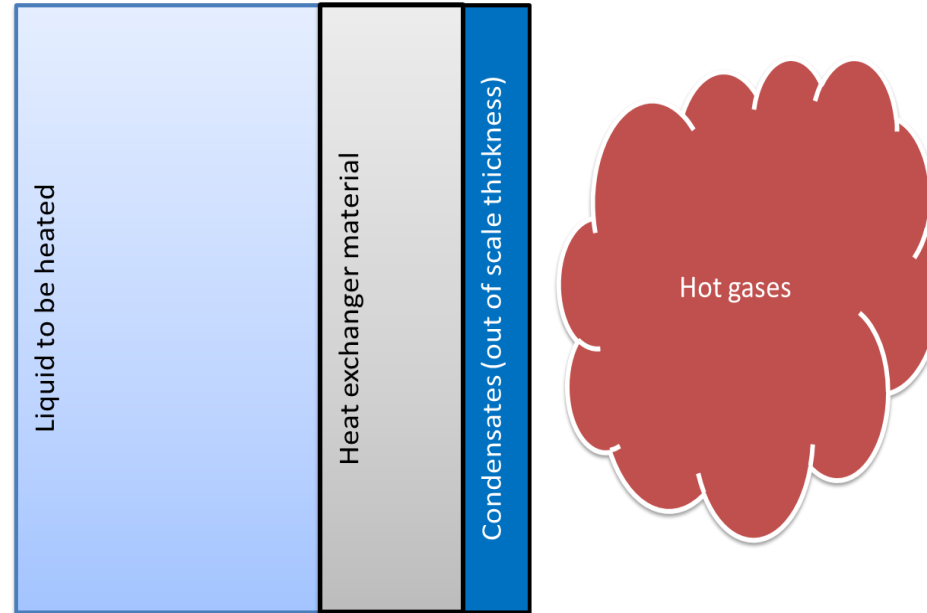 Liquid to be heated
Heat exchanger material
Condensates (out of scale thickness)
Hot gases